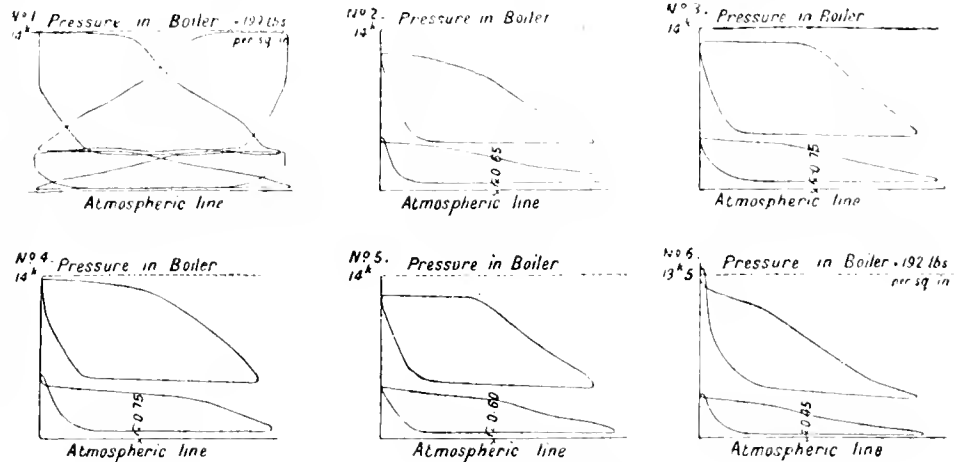 Nº 1 Pressure in Boiler = 192 lbs
14ᵏ per sq. in
Atmospheric line
Nº 2. Pressure in Boiler
14ᵏ
0.65
Atmospheric line
Nº 3. Pressure in Boiler
14ᵏ
0.75
Atmospheric line
Nº 4. Pressure in Boiler
14ᵏ
0.75
Atmospheric line
Nº 5. Pressure in Boiler
14ᵏ
0.60
Atmospheric line
Nº 6. Pressure in Boiler = 192 lbs
13ᵏ5 per sq. in
0.45
Atmospheric line